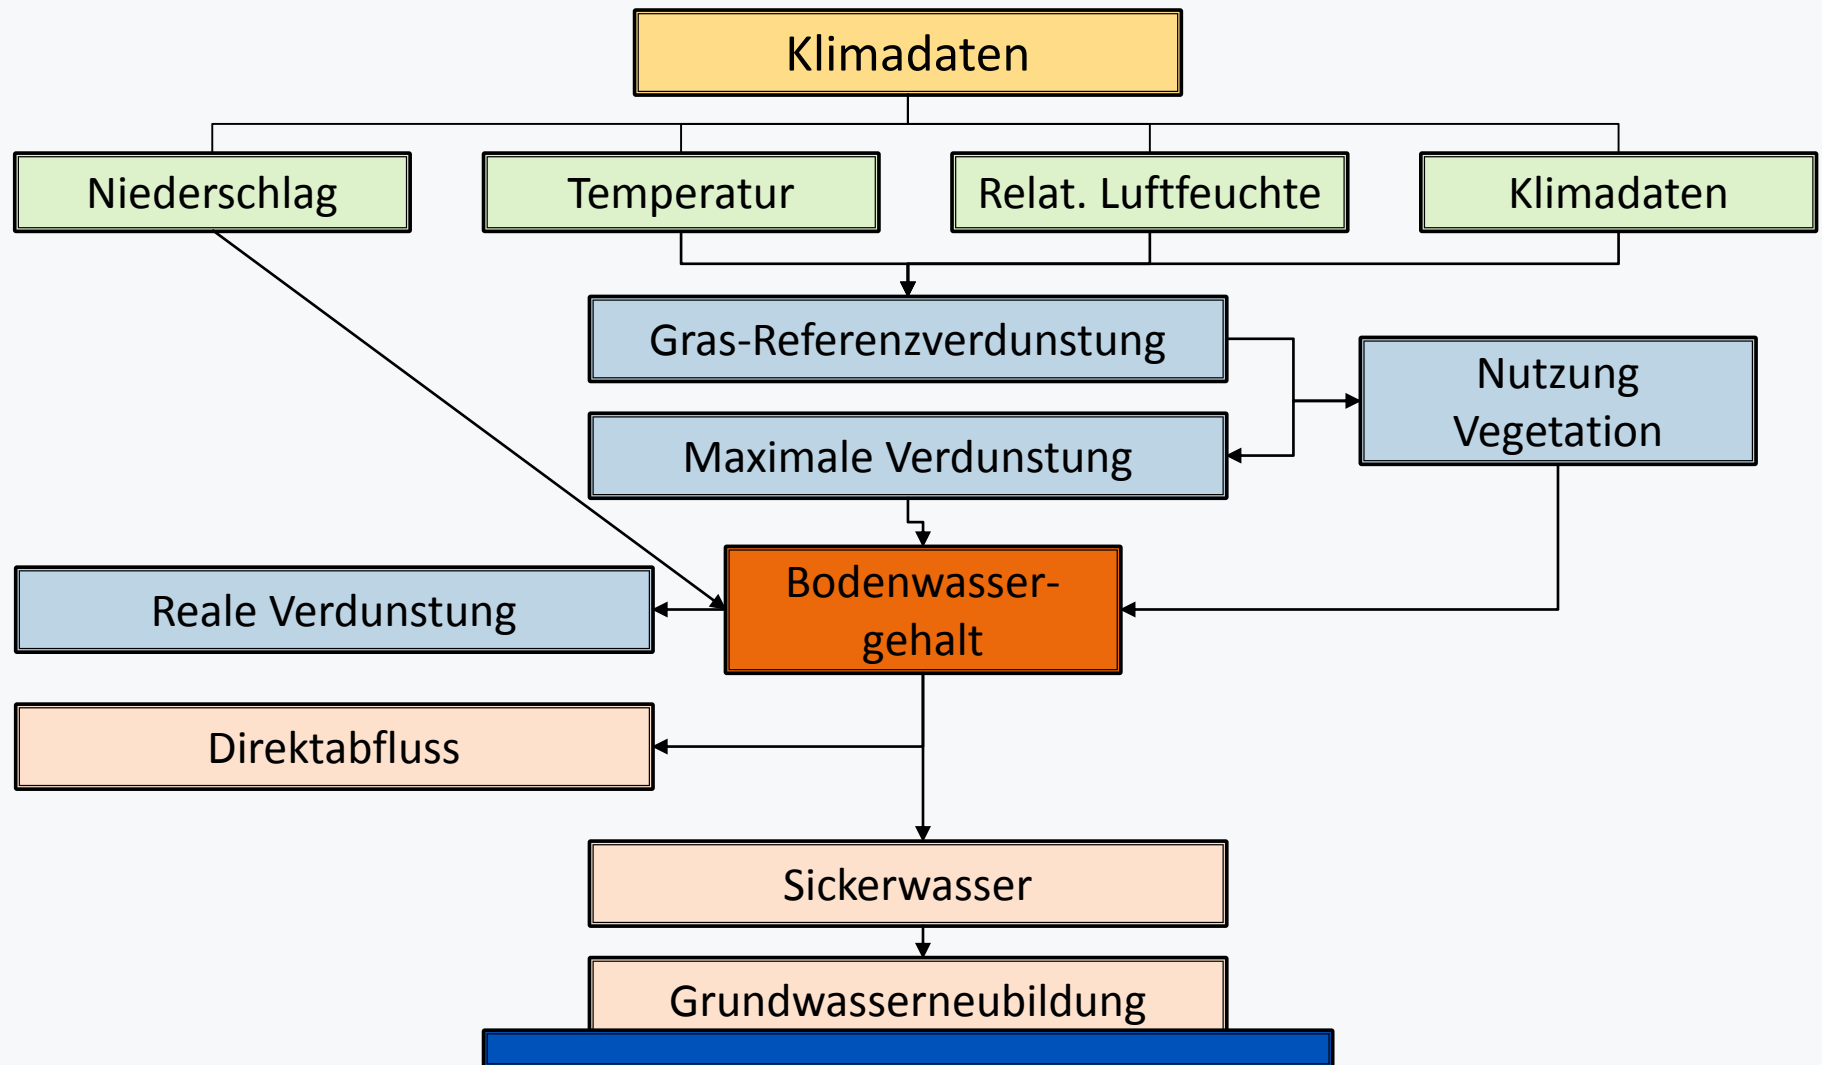 Klimadaten
Niederschlag
Temperatur
Relat. Luftfeuchte
Klimadaten
Gras-Referenzverdunstung
Nutzung
Vegetation
Maximale Verdunstung
Bodenwasser-
gehalt
Reale Verdunstung
Direktabfluss
Sickerwasser
Grundwasserneubildung